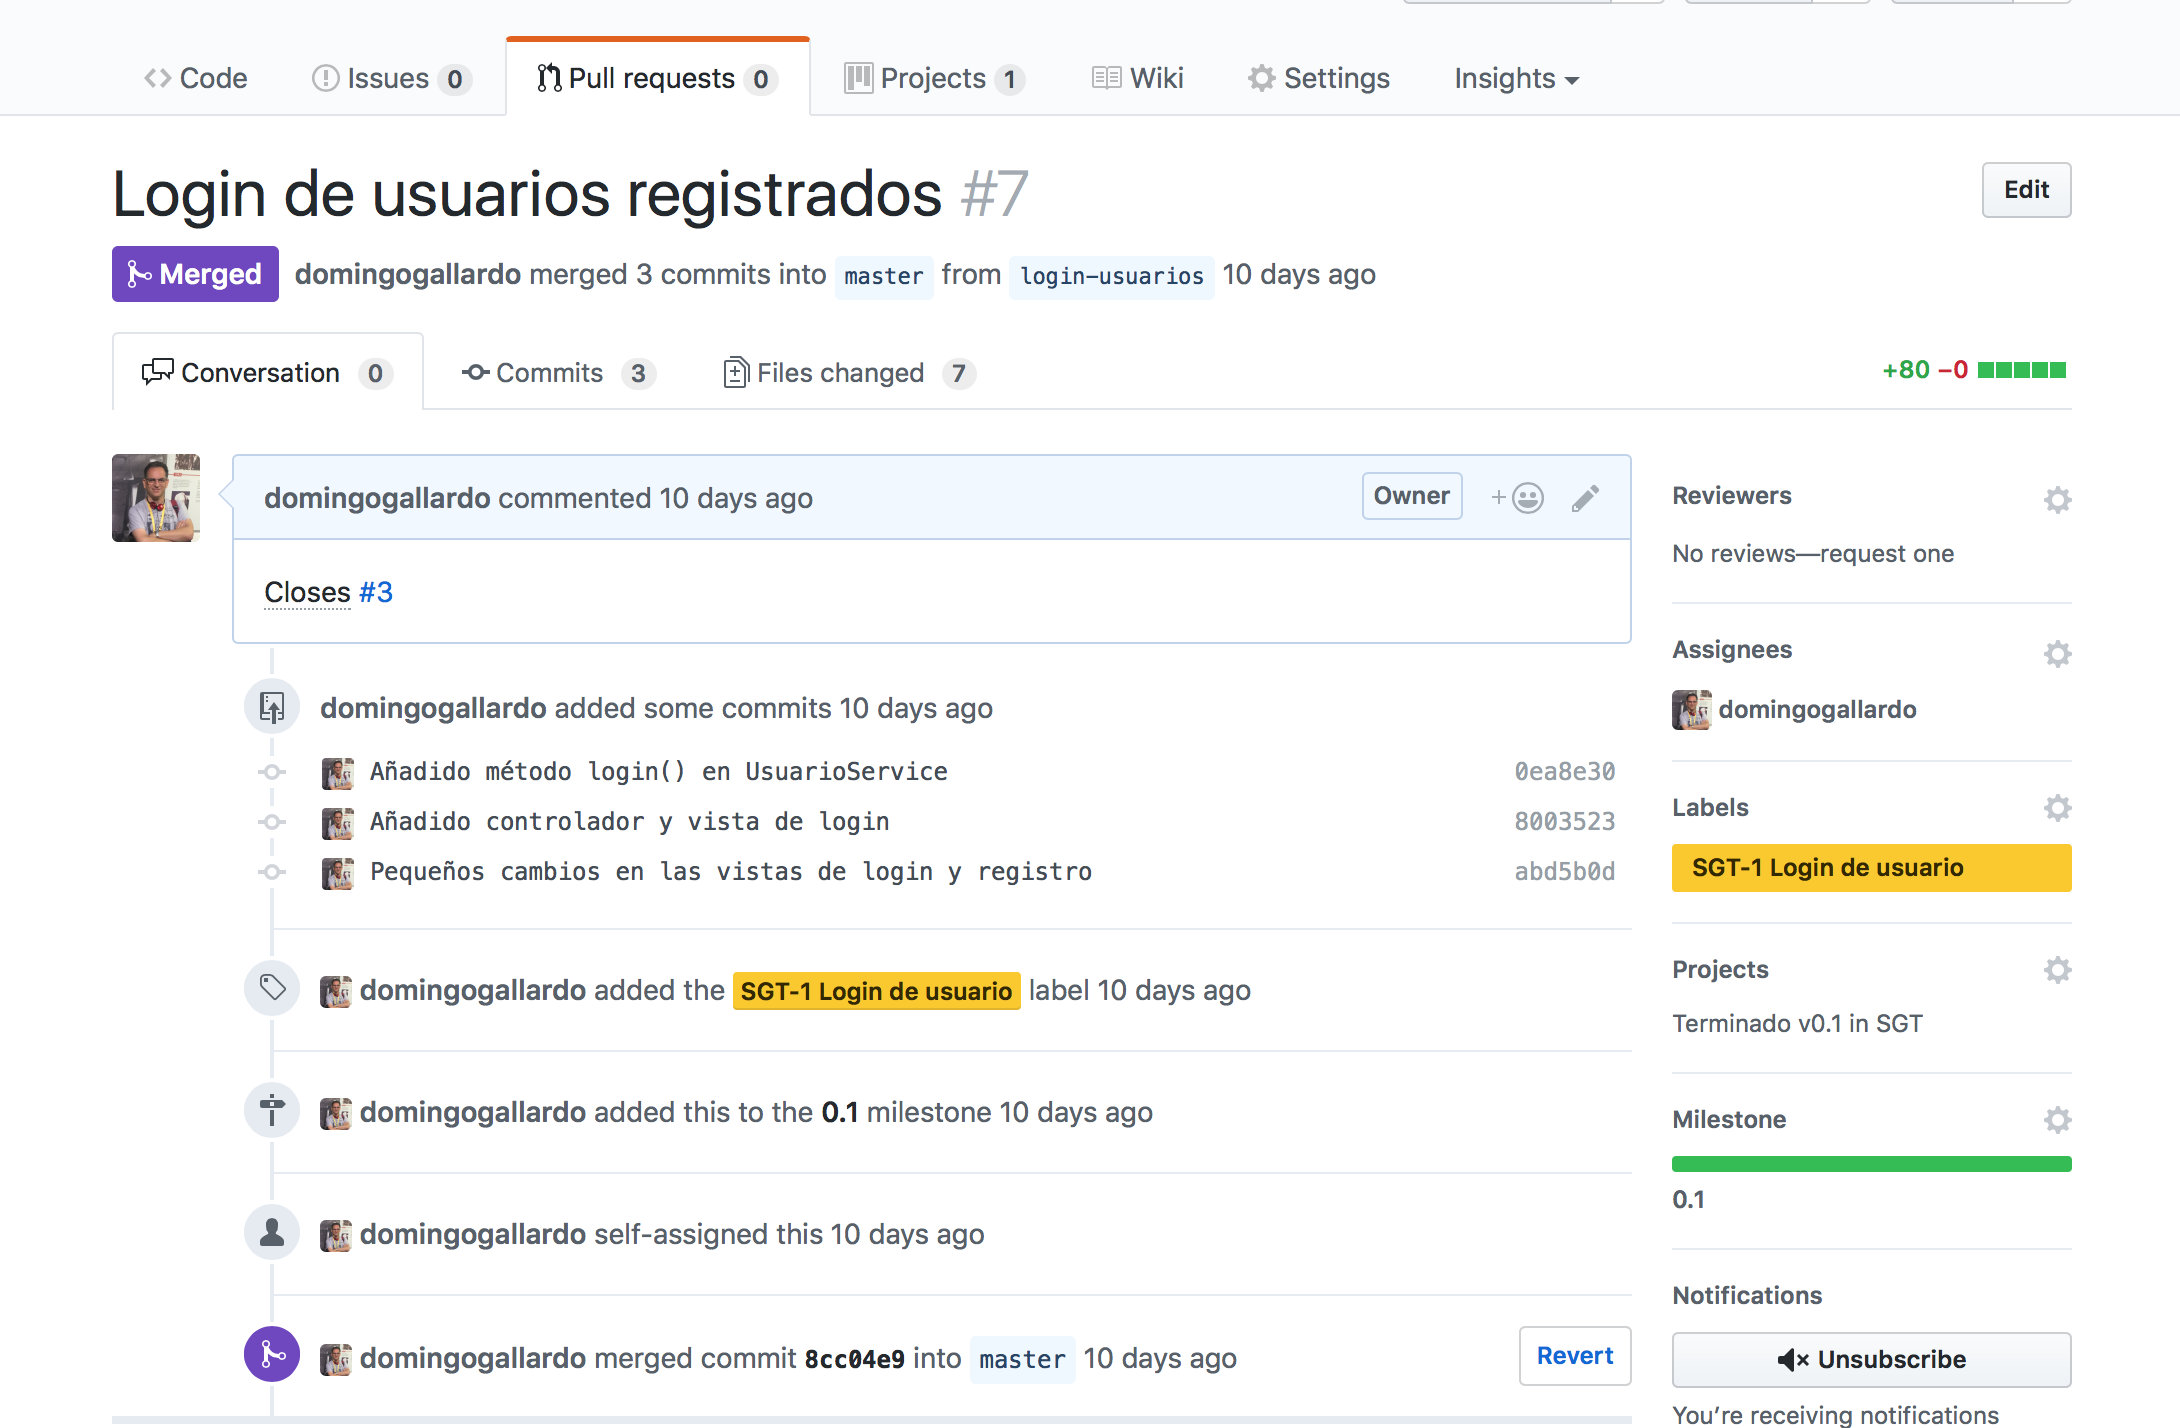 Code Issues 0 Pull requests 0 Projects 1 Wiki Settings Insights
Login de usuarios registrados #7
Edit
Merged domingogallardo merged 3 commits into master from login-usuarios 10 days ago
Conversation 0 Commits 3 Files changed 7
+80 −0
domingogallardo commented 10 days ago
Owner
Closes #3
domingogallardo added some commits 10 days ago
Añadido método login() en UsuarioService 0ea8e30
Añadido controlador y vista de login 8003523
Pequeños cambios en las vistas de login y registro abd5b0d
domingogallardo added the SGT-1 Login de usuario label 10 days ago
domingogallardo added this to the 0.1 milestone 10 days ago
domingogallardo self-assigned this 10 days ago
domingogallardo merged commit 8cc04e9 into master 10 days ago
Revert
Reviewers
No reviews—request one
Assignees
domingogallardo
Labels
SGT-1 Login de usuario
Projects
Terminado v0.1 in SGT
Milestone
0.1
Notifications
Unsubscribe
You’re receiving notifications